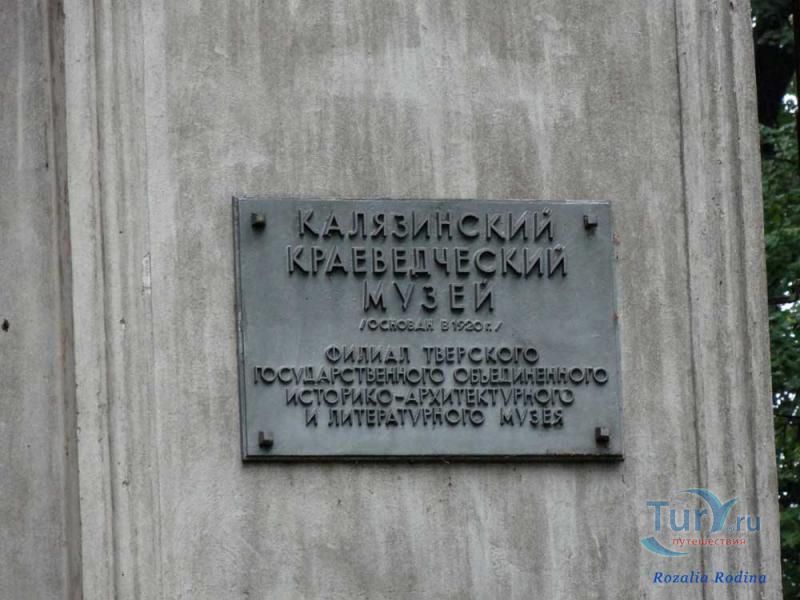 КАЛЯЗИНСКИЙ
КРАЕВЕДЧЕСКИЙ
МУЗЕЙ
/ОСНОВАН В 1920 г./
ФИЛИАЛ ТВЕРСКОГО
ГОСУДАРСТВЕННОГО ОБЪЕДИНЕННОГО
ИСТОРИКО-АРХИТЕКТУРНОГО
И ЛИТЕРАТУРНОГО МУЗЕЯ
Tury.ru
путешествия
Rozalia Rodina